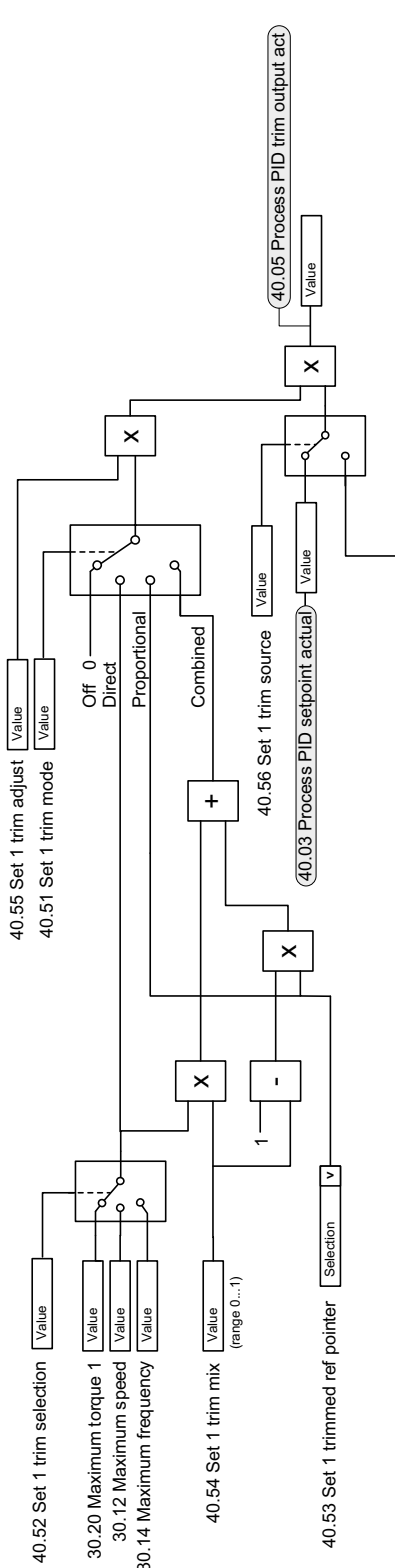 40.52 Set 1 trim selection
Value
30.20 Maximum torque 1
Value
30.12 Maximum speed
Value
30.14 Maximum frequency
Value
40.54 Set 1 trim mix
Value
(range 0...1)
40.53 Set 1 trimmed ref pointer
Selection
v
1
x
-
x
+
40.55 Set 1 trim adjust
Value
40.51 Set 1 trim mode
Value
Off 0
Direct
Proportional
Combined
x
40.56 Set 1 trim source
Value
40.03 Process PID setpoint actual
Value
x
40.05 Process PID trim output act
Value